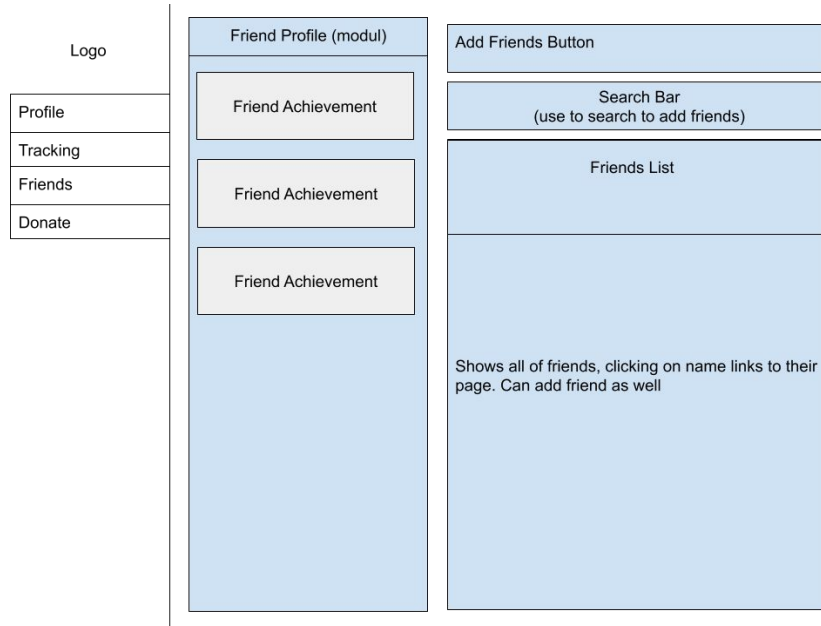 Logo
Profile
Tracking
Friends
Donate
Friend Profile (modul)
Friend Achievement
Friend Achievement
Friend Achievement
Add Friends Button
Search Bar
(use to search to add friends)
Friends List
Shows all of friends, clicking on name links to their
page. Can add friend as well